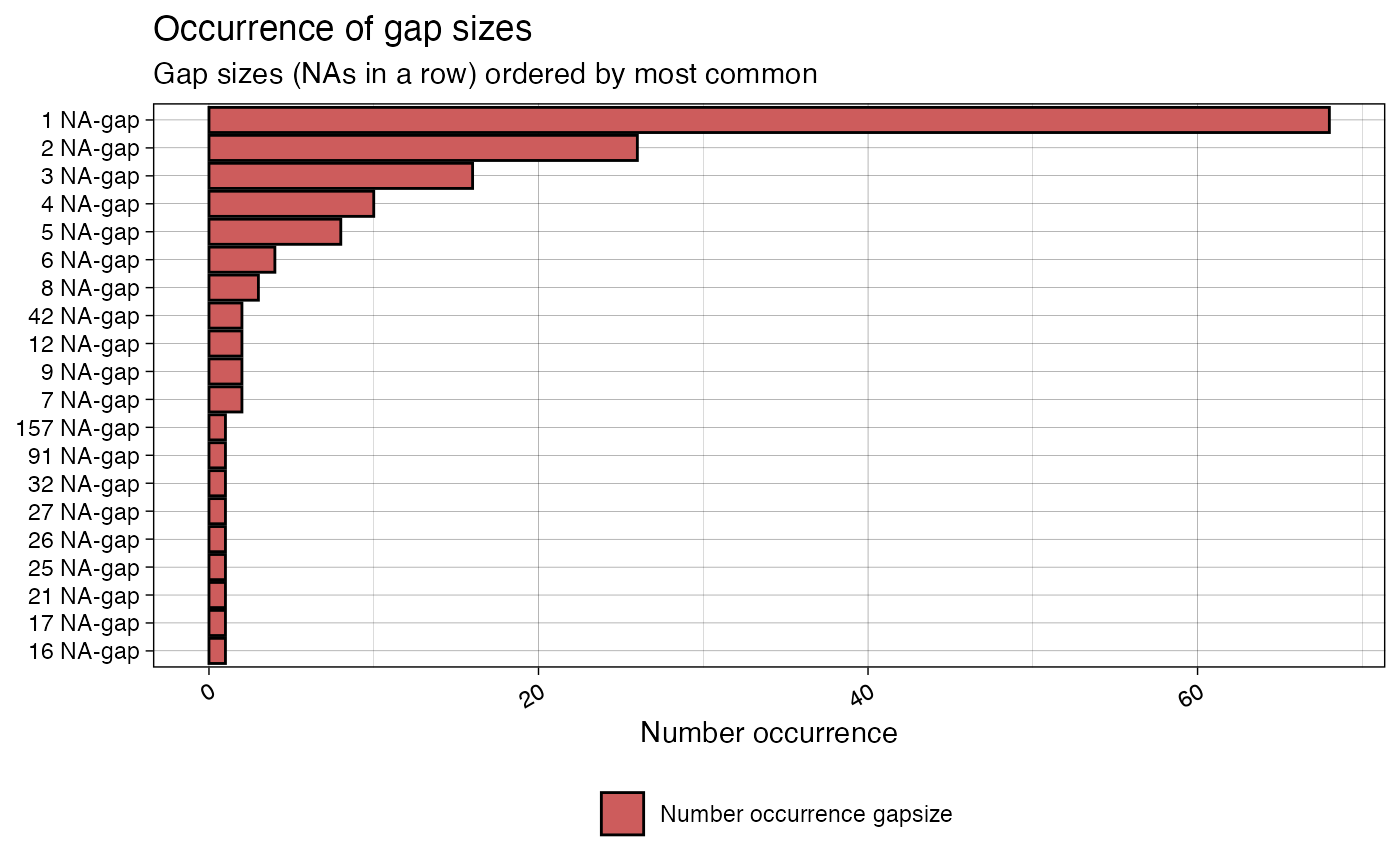 Occurrence of gap sizes
Gap sizes (NAs in a row) ordered by most common
1 NA-gap
2 NA-gap
3 NA-gap
4 NA-gap
5 NA-gap
6 NA-gap
8 NA-gap
42 NA-gap
12 NA-gap
9 NA-gap
7 NA-gap
157 NA-gap
91 NA-gap
32 NA-gap
27 NA-gap
26 NA-gap
25 NA-gap
21 NA-gap
17 NA-gap
16 NA-gap
0 20 40 60
Number occurrence
Number occurrence gapsize